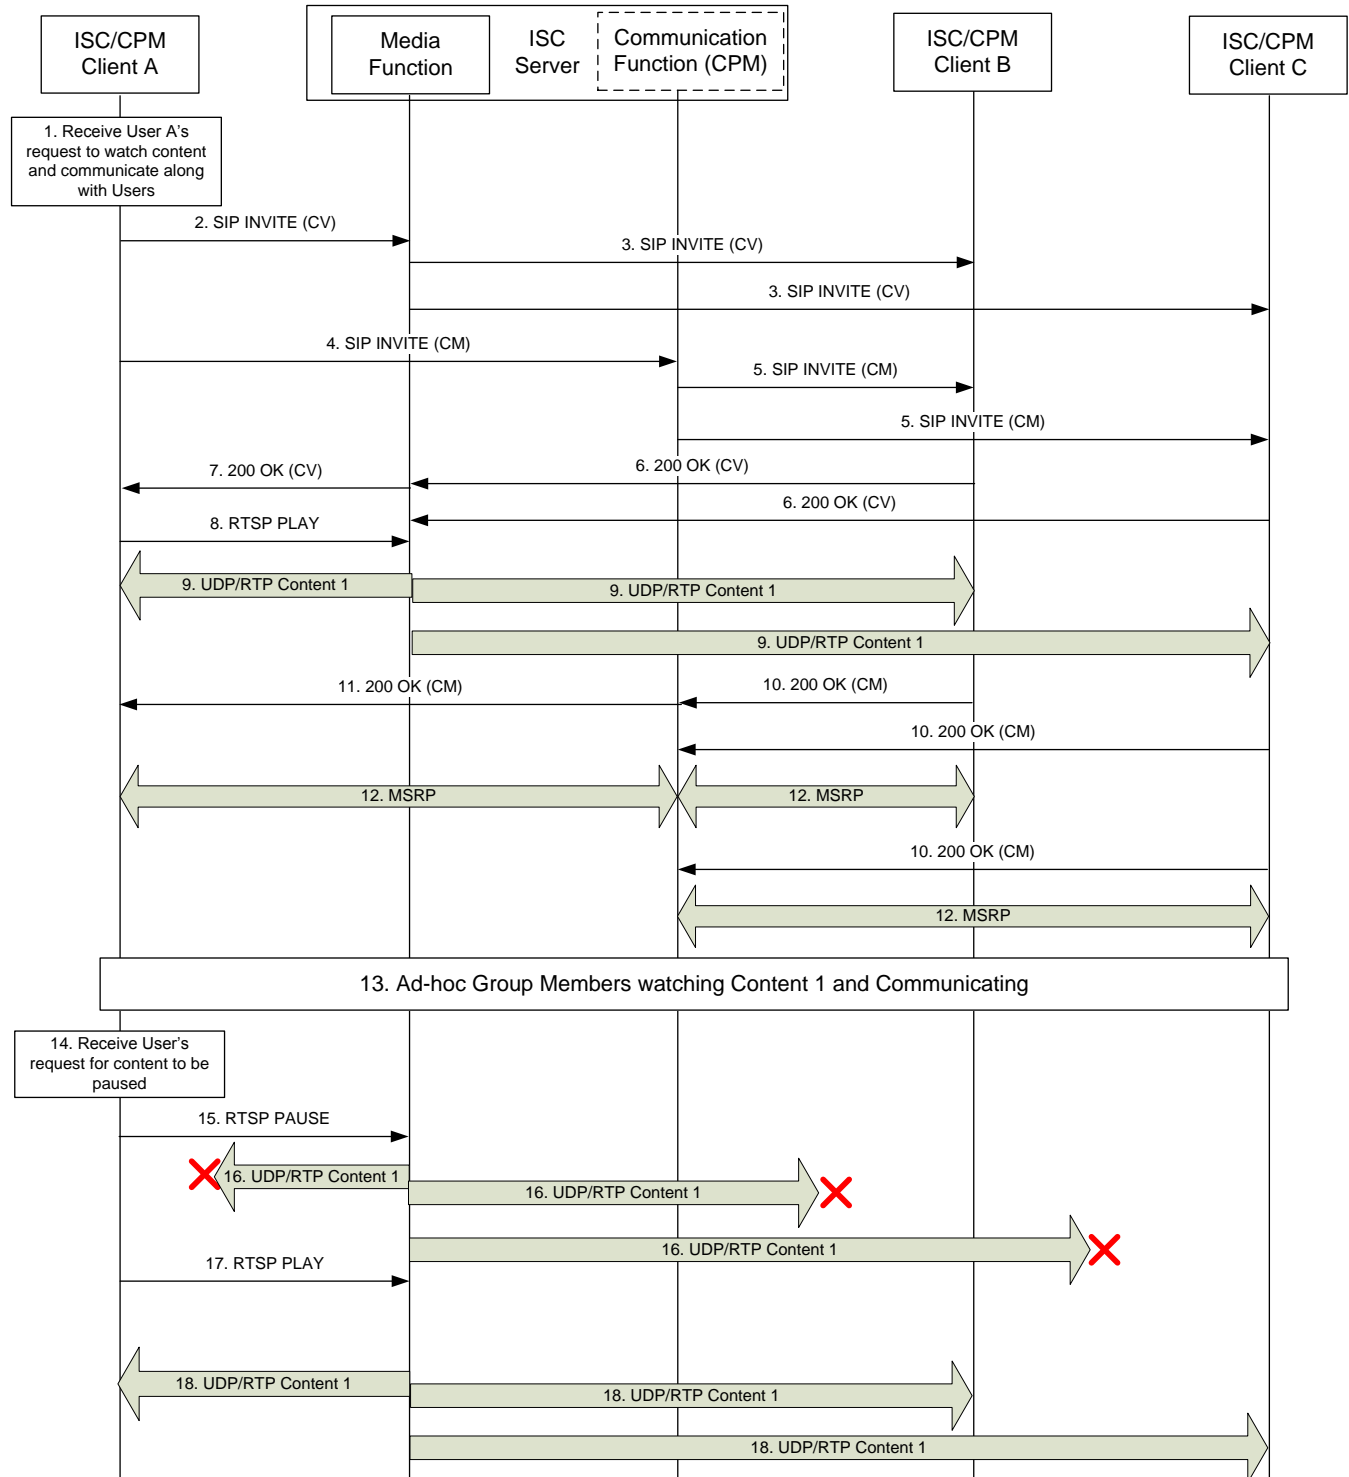 ISC/CPM
Client A
Media
Function
ISC
Server
Communication
Function (CPM)
ISC/CPM
Client B
ISC/CPM
Client C
1. Receive User A's
request to watch content
and communicate along
with Users
2. SIP INVITE (CV)
3. SIP INVITE (CV)
3. SIP INVITE (CV)
4. SIP INVITE (CM)
5. SIP INVITE (CM)
5. SIP INVITE (CM)
6. 200 OK (CV)
7. 200 OK (CV)
6. 200 OK (CV)
8. RTSP PLAY
9. UDP/RTP Content 1
9. UDP/RTP Content 1
9. UDP/RTP Content 1
11. 200 OK (CM)
10. 200 OK (CM)
10. 200 OK (CM)
12. MSRP
12. MSRP
10. 200 OK (CM)
12. MSRP
13. Ad-hoc Group Members watching Content 1 and Communicating
14. Receive User's
request for content to be
paused
15. RTSP PAUSE
16. UDP/RTP Content 1
16. UDP/RTP Content 1
16. UDP/RTP Content 1
17. RTSP PLAY
18. UDP/RTP Content 1
18. UDP/RTP Content 1
18. UDP/RTP Content 1